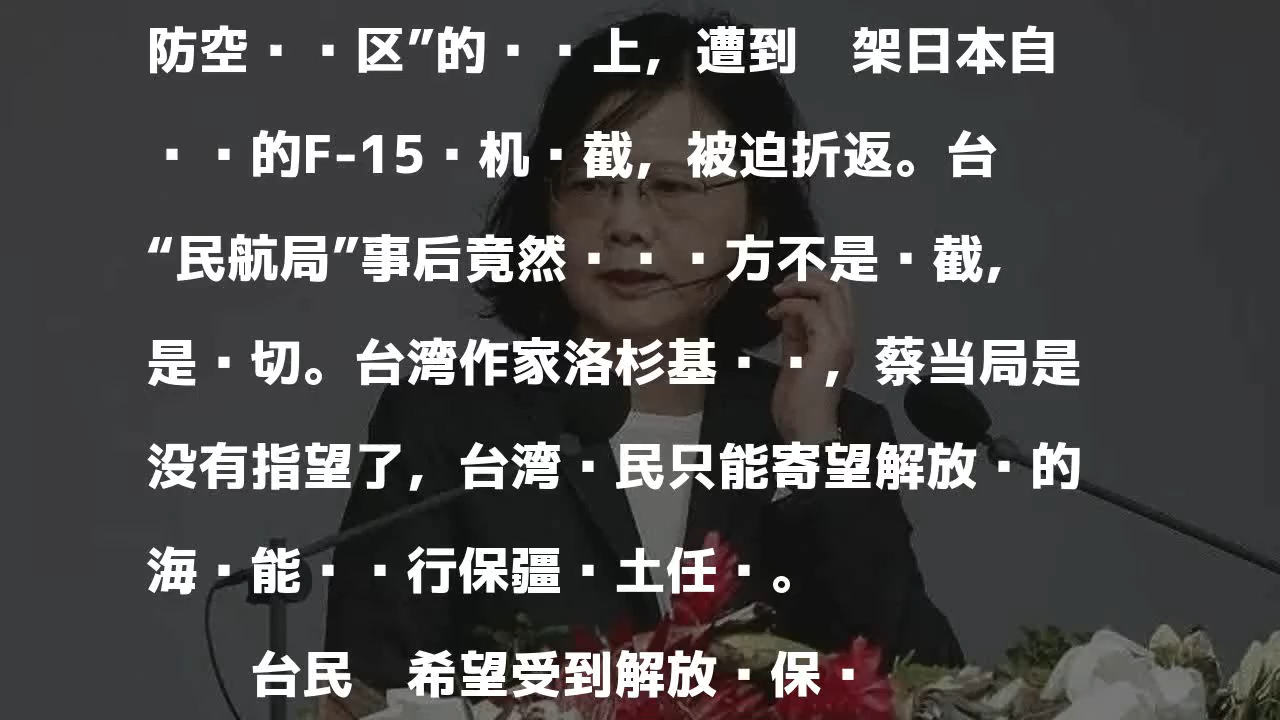 防空··区”的··上，遭到　架日本自
··的F-15·机·截，被迫折返。台
“民航局”事后竟然···方不是·截,
是·切。台湾作家洛杉基··，蔡当局是
没有指望了，台湾·民只能寄望解放·的
海·能··行保疆·土任·。
台民　希望受到解放·保·